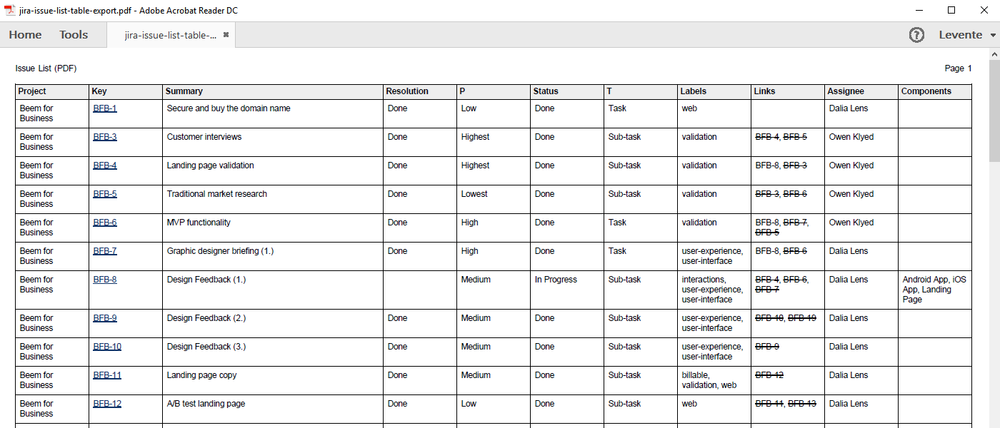 jira-issue-list-table-export.pdf - Adobe Acrobat Reader DC
Home Tools jira-issue-list-table-... Levente
Issue List (PDF) Page 1
Project Key Summary Resolution P Status T Labels Links Assignee Components
Beem for Business BFB-1 Secure and buy the domain name Done Low Done Task web Dalia Lens
Beem for Business BFB-3 Customer interviews Done Highest Done Sub-task validation BFB-4, BFB-5 Owen Klyed
Beem for Business BFB-4 Landing page validation Done Highest Done Sub-task validation BFB-8, BFB-3 Owen Klyed
Beem for Business BFB-5 Traditional market research Done Lowest Done Sub-task validation BFB-3, BFB-6 Owen Klyed
Beem for Business BFB-6 MVP functionality Done High Done Task validation BFB-8, BFB-7, BFB-5 Owen Klyed
Beem for Business BFB-7 Graphic designer briefing (1.) Done High Done Task user-experience, user-interface BFB-8, BFB-6 Dalia Lens
Beem for Business BFB-8 Design Feedback (1.) Medium In Progress Sub-task interactions, user-experience, user-interface BFB-4, BFB-6, BFB-7 Dalia Lens Android App, iOS App, Landing Page
Beem for Business BFB-9 Design Feedback (2.) Done Medium Done Sub-task user-experience, user-interface BFB-10, BFB-19 Dalia Lens
Beem for Business BFB-10 Design Feedback (3.) Done Medium Done Sub-task user-experience, user-interface BFB-9 Dalia Lens
Beem for Business BFB-11 Landing page copy Done Medium Done Sub-task billable, validation, web BFB-12 Dalia Lens
Beem for Business BFB-12 A/B test landing page Done Low Done Sub-task web BFB-11, BFB-13 Dalia Lens